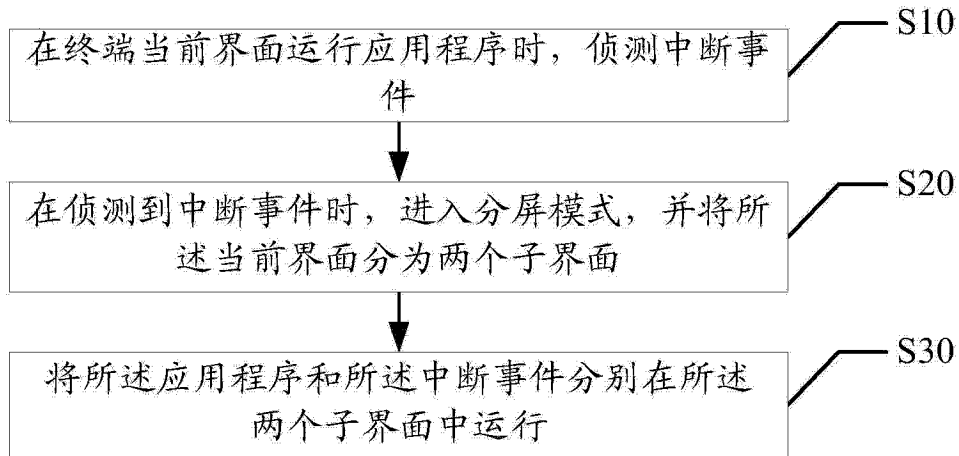 S10
在终端当前界面运行应用程序时，侦测中断事
件
S20
在侦测到中断事件时，进入分屏模式，并将所
述当前界面分为两个子界面
S30
将所述应用程序和所述中断事件分别在所述
两个子界面中运行